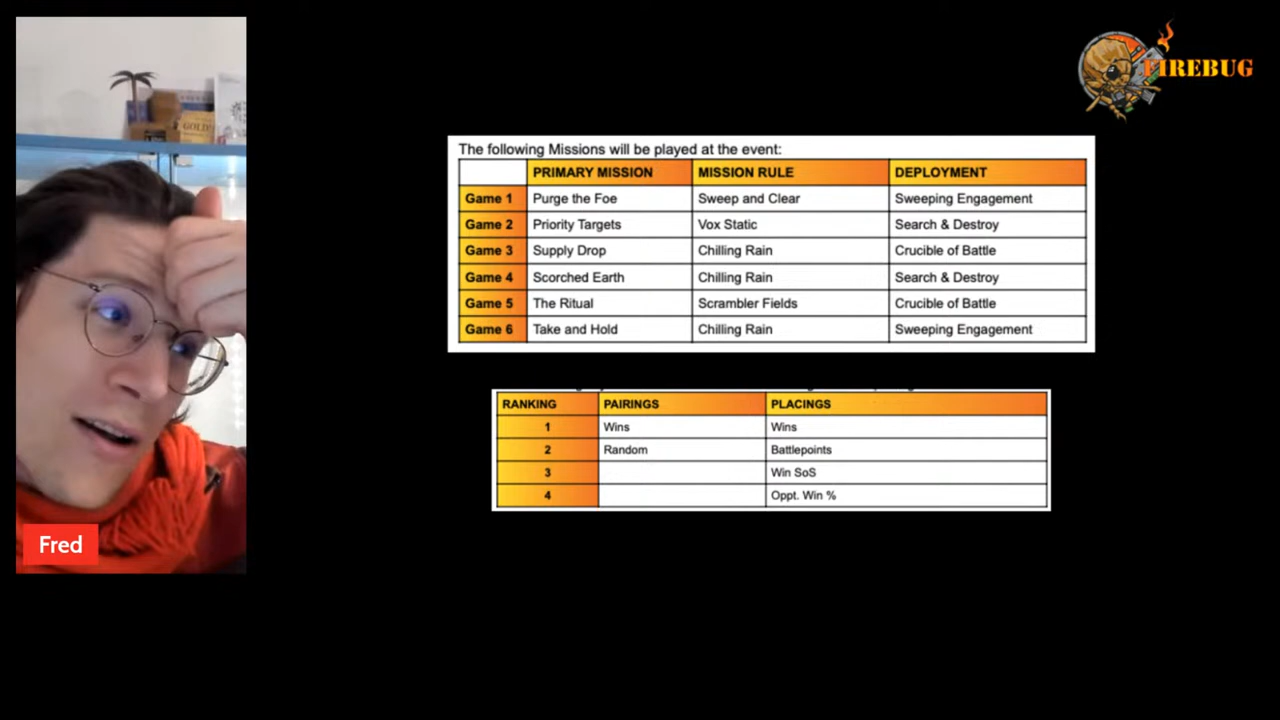 FIREBUG
GOLD
The following Missions will be played at the event:
PRIMARY MISSION MISSION RULE DEPLOYMENT
Game 1 Purge the Foe Sweep and Clear Sweeping Engagement
Game 2 Priority Targets Vox Static Search & Destroy
Game 3 Supply Drop Chilling Rain Crucible of Battle
Game 4 Scorched Earth Chilling Rain Search & Destroy
Game 5 The Ritual Scrambler Fields Crucible of Battle
Game 6 Take and Hold Chilling Rain Sweeping Engagement
RANKING PAIRINGS PLACINGS
1 Wins Wins
2 Random Battlepoints
3 Win SoS
4 Oppt. Win %
Fred